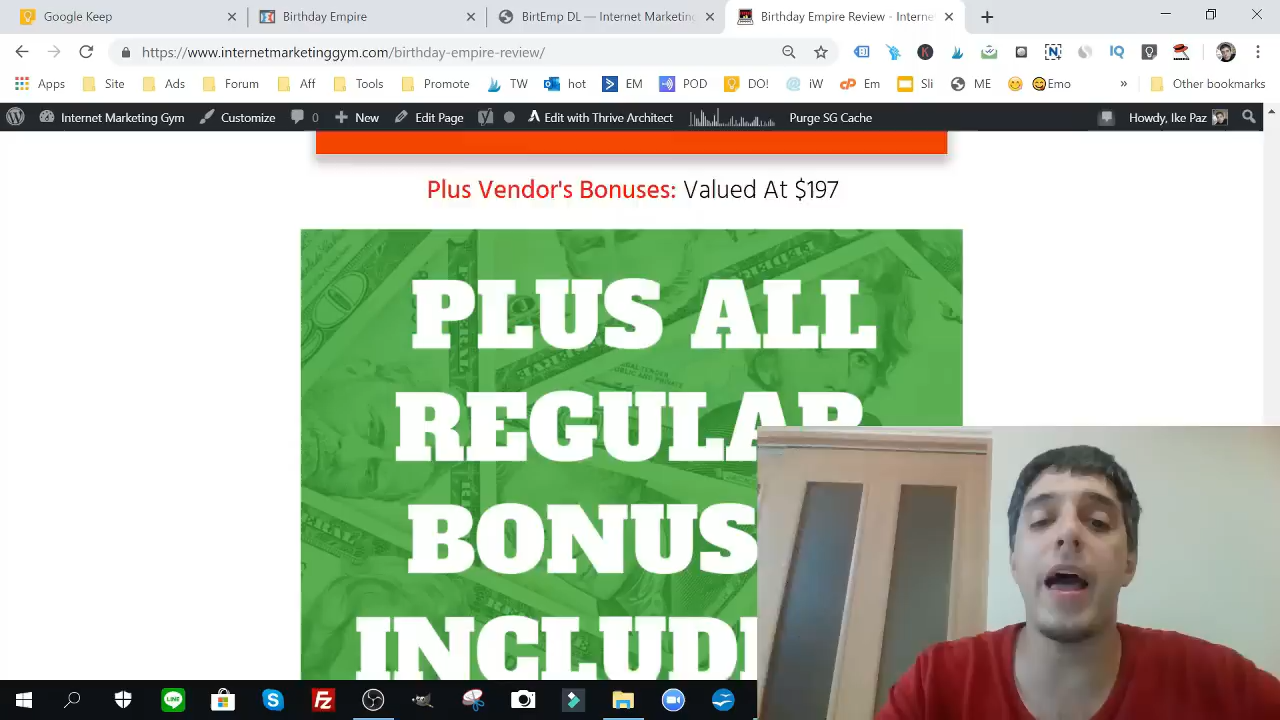 Google Keep
Birthday Empire
BirtEmp DL — Internet Marketing
Birthday Empire Review - Interne
https://www.internetmarketinggym.com/birthday-empire-review/
Apps Site Ads Forum Aff Tools Promote TW hot EM POD DO! iW Em Sli ME Emo » Other bookmarks
Internet Marketing Gym Customize 0 New Edit Page Edit with Thrive Architect Purge SG Cache Howdy, Ike Paz
Plus Vendor's Bonuses: Valued At $197
PLUS ALL
REGULAR
BONUS
INCLUD